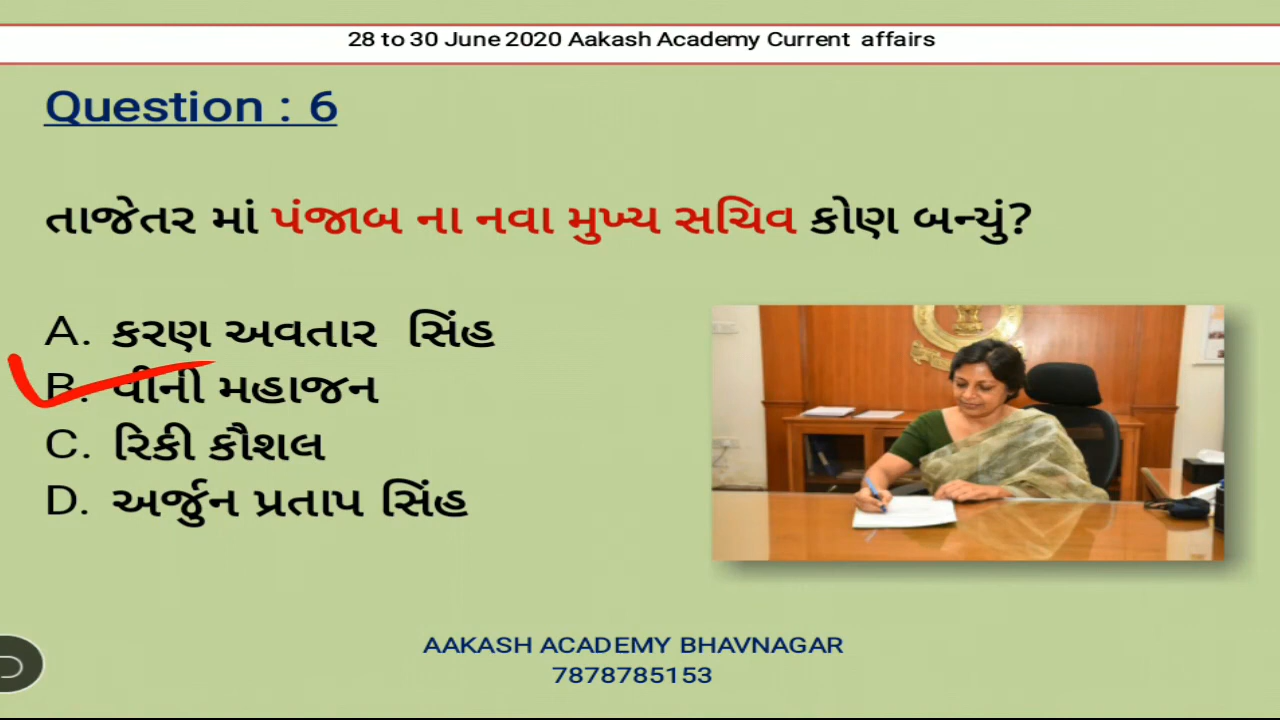 28 to 30 June 2020 Aakash Academy Current affairs
Question : 6
તાજેતર માં પંજાબ ના નવા મુખ્ય સચિવ કોણ બન્યું?
A. કરણ અવતાર સિંહ
B. વીની મહાજન
C. રિકી કૌશલ
D. અર્જુન પ્રતાપ સિંહ
AAKASH ACADEMY BHAVNAGAR
7878785153